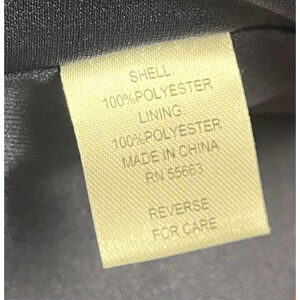 SHELL
100%POLYESTER
LINING
100%POLYESTER
MADE IN CHINA
RN 55663
REVERSE
FOR CARE